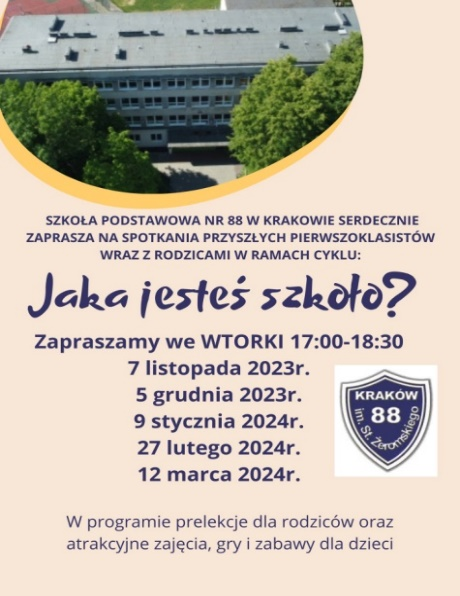 SZKOŁA PODSTAWOWA NR 88 W KRAKOWIE SERDECZNIE
ZAPRASZA NA SPOTKANIA PRZYSZŁYCH PIERWSZOKLASISTÓW
WRAZ Z RODZICAMI W RAMACH CYKLU:
Jaka jesteś szkoło?
Zapraszamy we WTORKI 17:00-18:30
7 listopada 2023r.
5 grudnia 2023r.
9 stycznia 2024r.
27 lutego 2024r.
12 marca 2024r.
KRAKÓW
88
im. St. Żeromskiego
W programie prelekcje dla rodziców oraz
atrakcyjne zajęcia, gry i zabawy dla dzieci